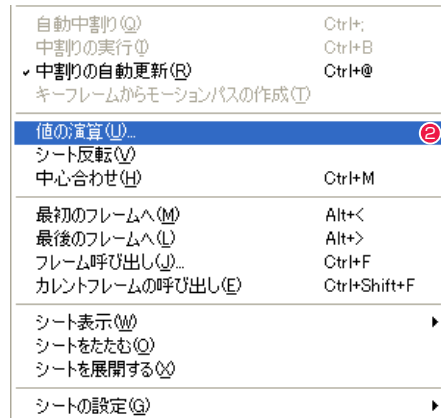 自動中割り(Q) Ctrl+;
中割りの実行(I) Ctrl+B
✓中割りの自動更新(R) Ctrl+@
キーフレームからモーションパスの作成(T)
値の演算(U)... 2
シート反転(V)
中心合わせ(H) Ctrl+M
最初のフレームへ(M) Alt+<
最後のフレームへ(L) Alt+>
フレーム呼び出し(J)... Ctrl+F
カレントフレームの呼び出し(E) Ctrl+Shift+F
シート表示(W)
シートをたたむ(O)
シートを展開する(X)
シートの設定(G)